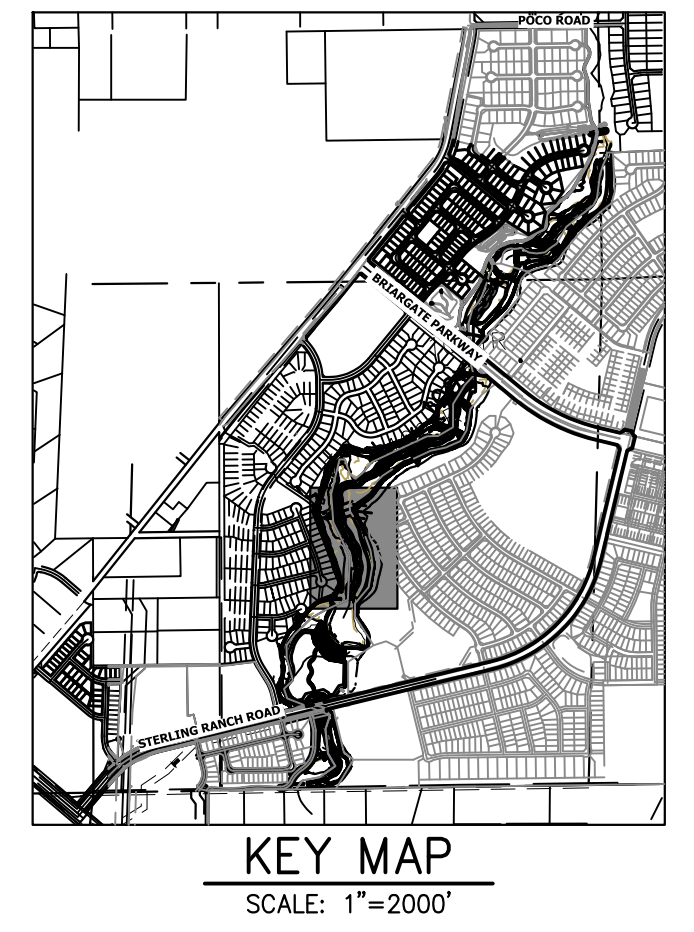 POCO ROAD
BRIARGATE PARKWAY
STERLING RANCH ROAD
KEY MAP
SCALE: 1"=2000'